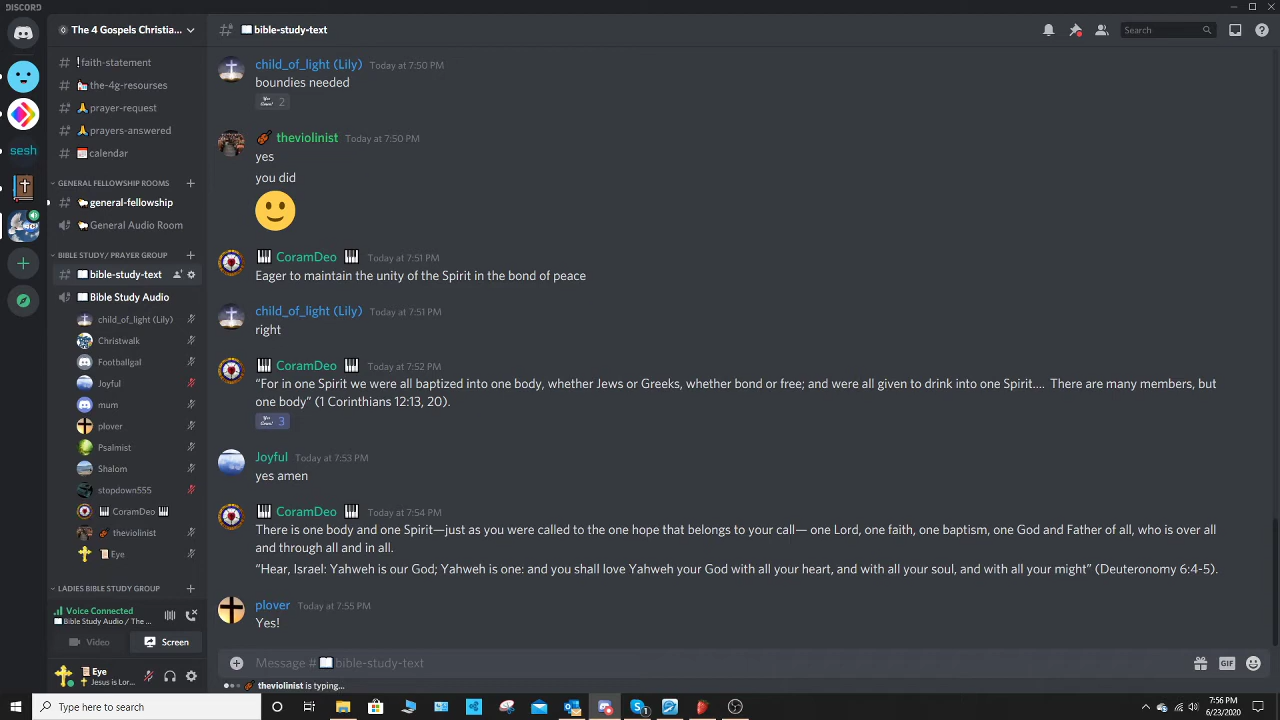 DISCORD
The 4 Gospels Christia...
faith-statement
the-4g-resourses
prayer-request
prayers-answered
calendar
GENERAL FELLOWSHIP ROOMS
general-fellowship
General Audio Room
BIBLE STUDY/ PRAYER GROUP
bible-study-text
Bible Study Audio
child_of_light (Lily)
Christwalk
Footballgal
Joyful
mum
plover
Psalmist
Shalom
stopdown555
CoramDeo
theviolinist
Eye
LADIES BIBLE STUDY GROUP
Voice Connected
Bible Study Audio / The ...
Video
Screen
Eye
Jesus is Lor...
sesh
bible-study-text
Search
child_of_light (Lily) Today at 7:50 PM
boundies needed
2
theviolinist Today at 7:50 PM
yes
you did
CoramDeo Today at 7:51 PM
Eager to maintain the unity of the Spirit in the bond of peace
child_of_light (Lily) Today at 7:51 PM
right
CoramDeo Today at 7:52 PM
“For in one Spirit we were all baptized into one body, whether Jews or Greeks, whether bond or free; and were all given to drink into one Spirit.... There are many members, but
one body” (1 Corinthians 12:13, 20).
3
Joyful Today at 7:53 PM
yes amen
CoramDeo Today at 7:54 PM
There is one body and one Spirit—just as you were called to the one hope that belongs to your call— one Lord, one faith, one baptism, one God and Father of all, who is over all
and through all and in all.
“Hear, Israel: Yahweh is our God; Yahweh is one: and you shall love Yahweh your God with all your heart, and with all your soul, and with all your might” (Deuteronomy 6:4-5).
plover Today at 7:55 PM
Yes!
Message # bible-study-text
GIF
theviolinist is typing...
Type here to search
7:56 PM
6/23/2020